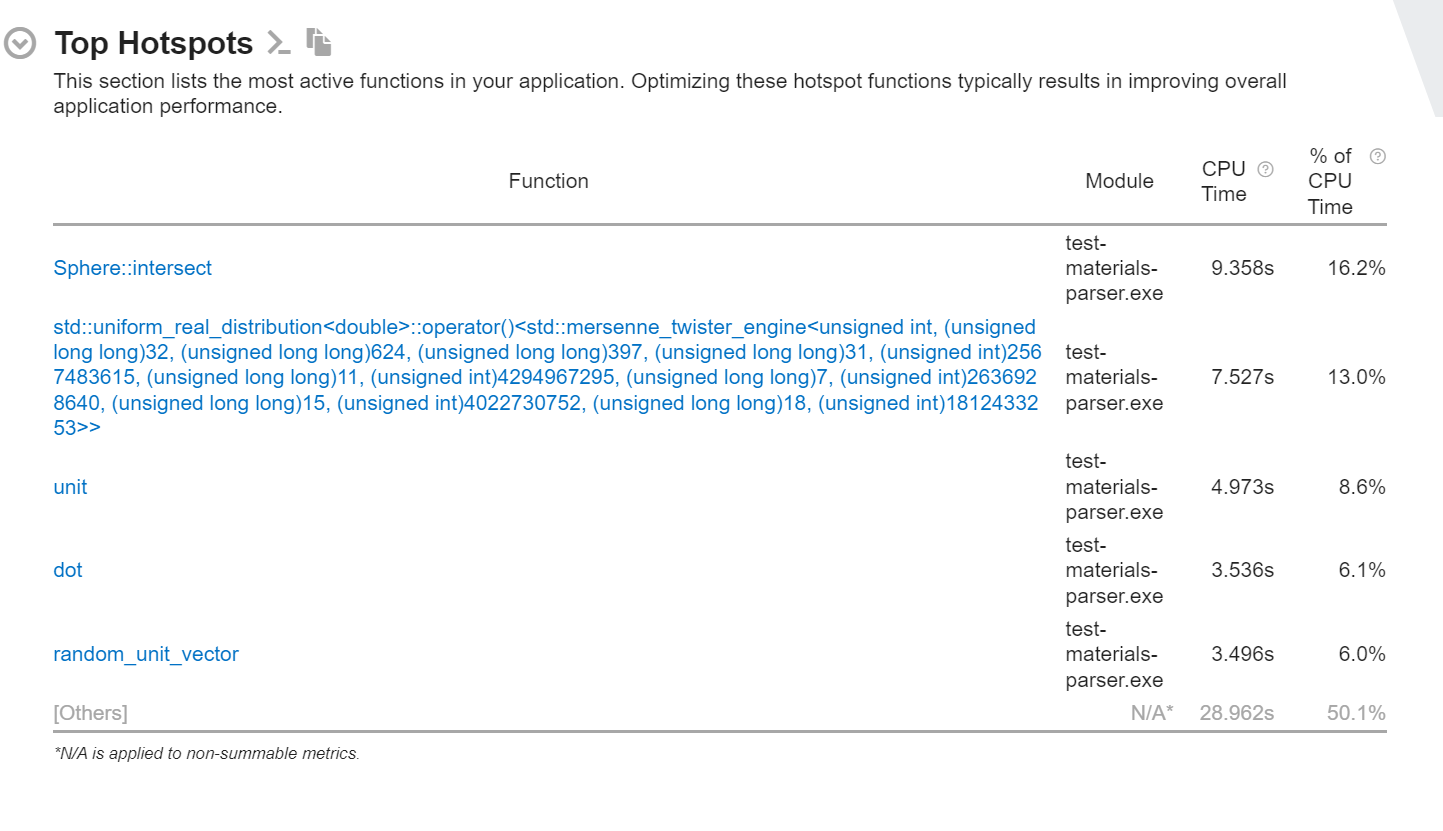 Top Hotspots
This section lists the most active functions in your application. Optimizing these hotspot functions typically results in improving overall
application performance.
Function
Module
CPU
Time
% of
CPU
Time
Sphere::intersect
test-
materials-
parser.exe
9.358s
16.2%
std::uniform_real_distribution<double>::operator()<std::mersenne_twister_engine<unsigned int, (unsigned
long long)32, (unsigned long long)624, (unsigned long long)397, (unsigned long long)31, (unsigned int)256
7483615, (unsigned long long)11, (unsigned int)4294967295, (unsigned long long)7, (unsigned int)263692
8640, (unsigned long long)15, (unsigned int)4022730752, (unsigned long long)18, (unsigned int)18124332
53>>
test-
materials-
parser.exe
7.527s
13.0%
unit
test-
materials-
parser.exe
4.973s
8.6%
dot
test-
materials-
parser.exe
3.536s
6.1%
random_unit_vector
test-
materials-
parser.exe
3.496s
6.0%
[Others]
N/A*
28.962s
50.1%
*N/A is applied to non-summable metrics.